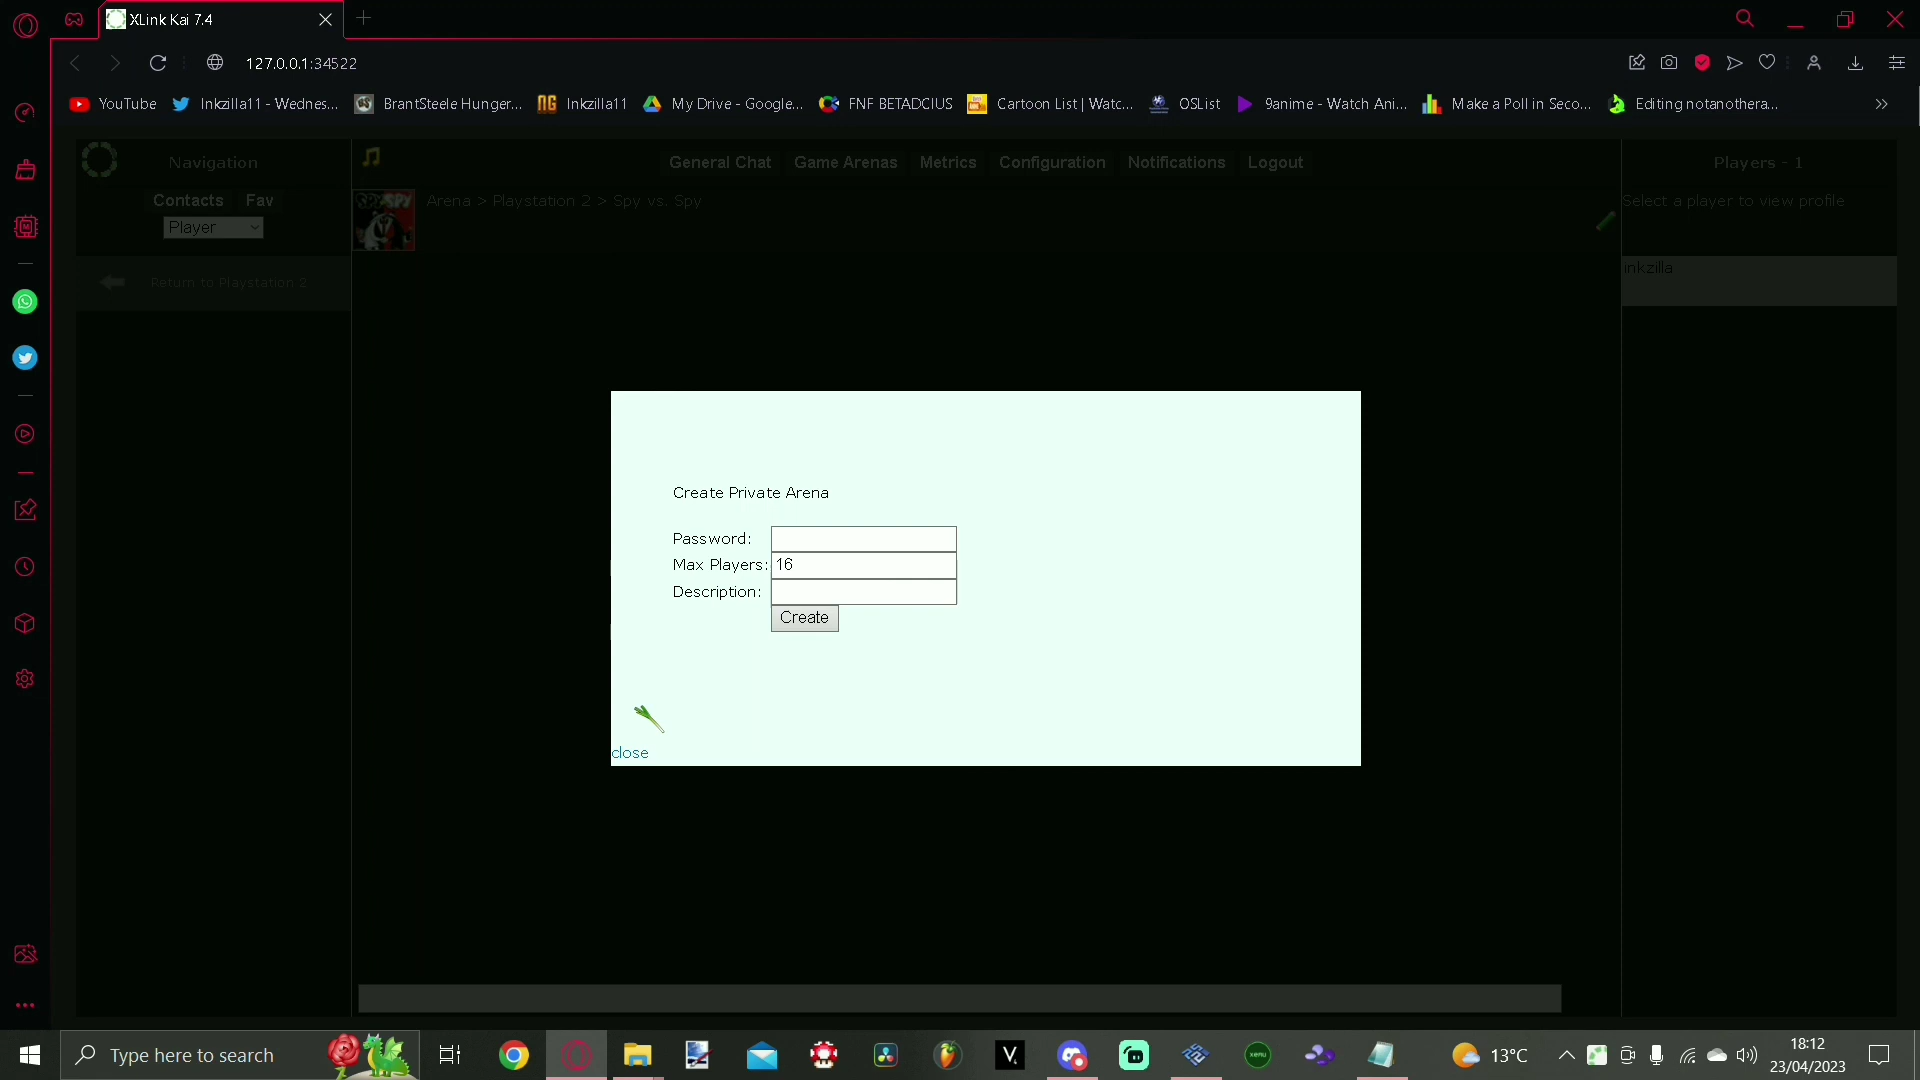 XLink Kai 7.4
127.0.0.1:34522
YouTube
Inkzilla11 - Wednes...
BrantSteele Hunger...
NG Inkzilla11
My Drive - Google...
FNF BETADCIUS
Cartoon List | Watc...
OSList
9anime - Watch Ani...
Make a Poll in Seco...
Editing notanothera...
Navigation
General Chat
Game Arenas
Metrics
Configuration
Notifications
Logout
Players - 1
Contacts
Fav
Arena > Playstation 2 > Spy vs. Spy
Select a player to view profile
Player
Return to Playstation 2
inkzilla
Create Private Arena
Password:
Max Players: 16
Description:
Create
close
Type here to search
V.
xenu
13°C
18:12
23/04/2023